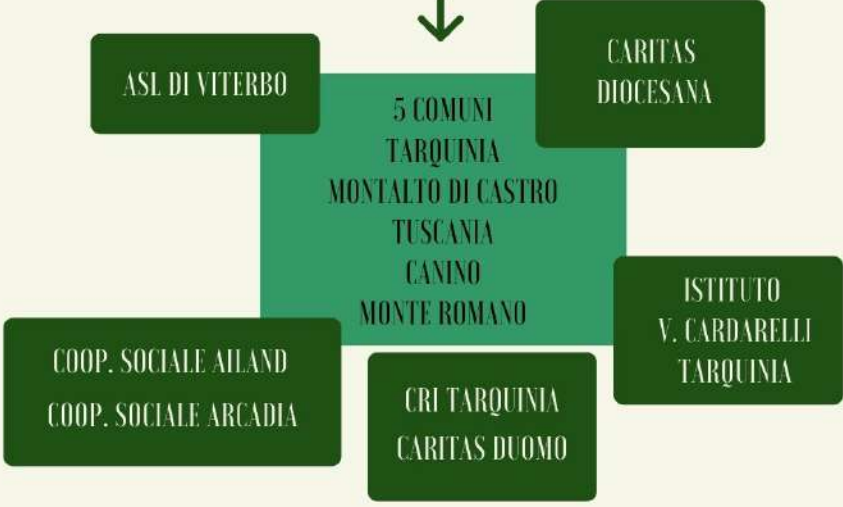 ASL DI VITERBO
CARITAS
DIOCESANA
5 COMUNI
TARQUINIA
MONTALTO DI CASTRO
TUSCANIA
CANINO
MONTE ROMANO
ISTITUTO
V. CARDARELLI
TARQUINIA
COOP. SOCIALE AILAND
COOP. SOCIALE ARCADIA
CRI TARQUINIA
CARITAS DUOMO